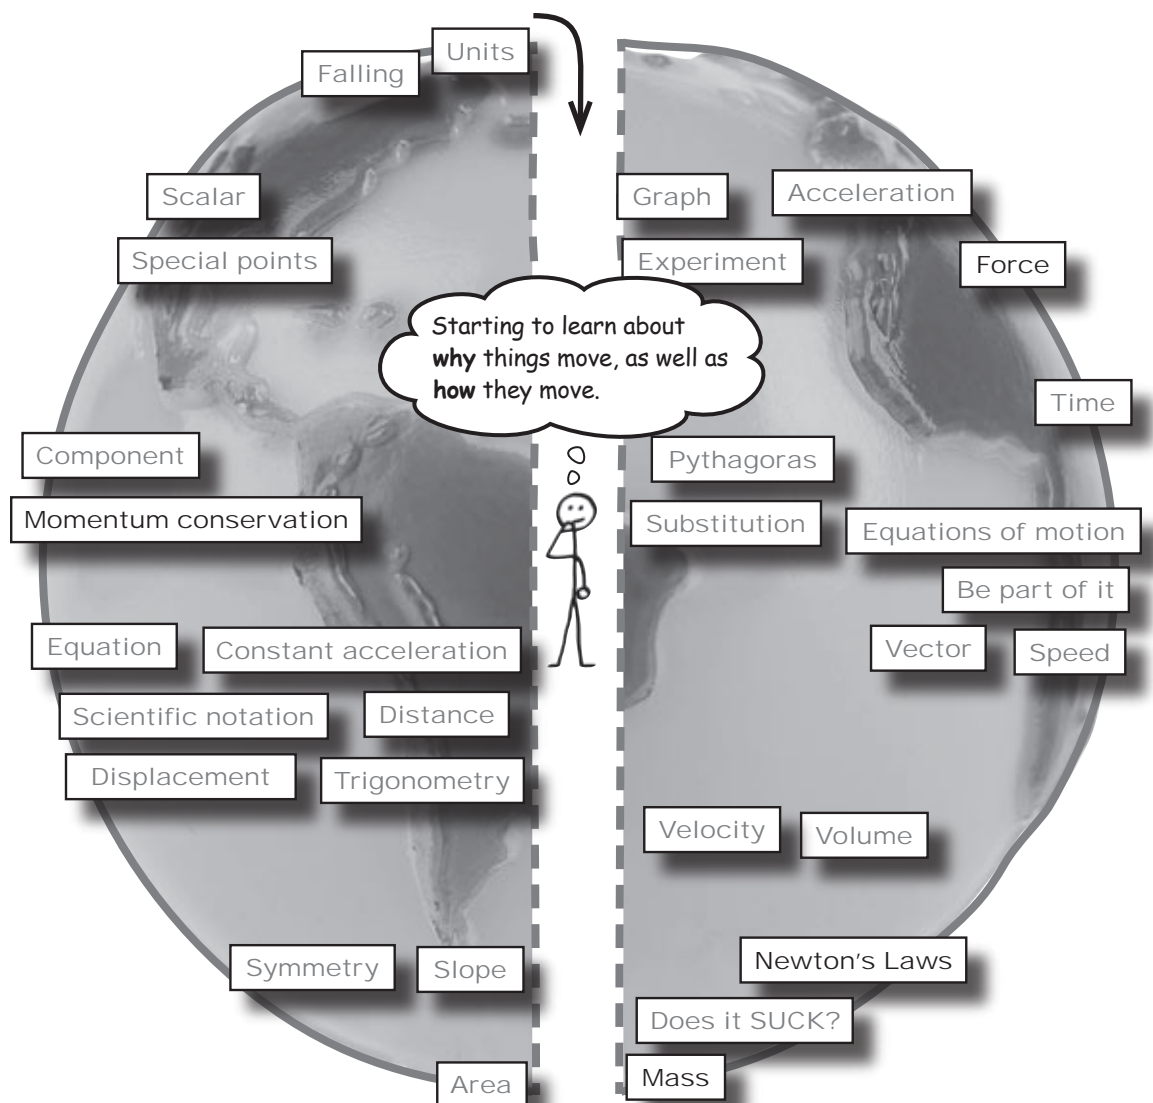 Units
Falling
Scalar
Special points
Graph
Acceleration
Experiment
Force
Starting to learn about
why things move, as well as
how they move.
Time
Component
Momentum conservation
Pythagoras
Substitution
Equations of motion
Be part of it
Vector
Speed
Equation
Constant acceleration
Scientific notation
Distance
Displacement
Trigonometry
Velocity
Volume
Symmetry
Slope
Newton's Laws
Does it SUCK?
Area
Mass